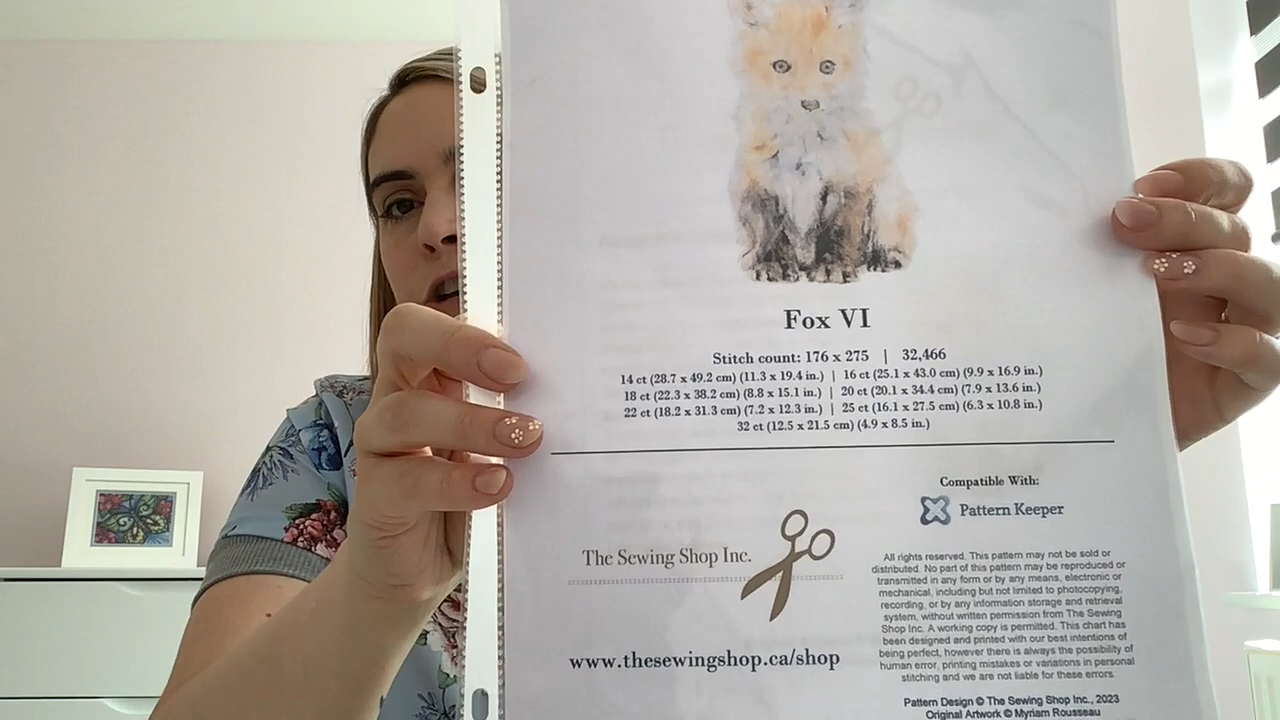 Fox VI
Stitch count: 176 x 275 | 32,466
14 ct (28.7 x 49.2 cm) (11.3 x 19.4 in.) | 16 ct (25.1 x 43.0 cm) (9.9 x 16.9 in.)
18 ct (22.3 x 38.2 cm) (8.8 x 15.1 in.) | 20 ct (20.1 x 34.4 cm) (7.9 x 13.6 in.)
22 ct (18.2 x 31.3 cm) (7.2 x 12.3 in.) | 25 ct (16.1 x 27.5 cm) (6.3 x 10.8 in.)
32 ct (12.5 x 21.5 cm) (4.9 x 8.5 in.)
The Sewing Shop Inc.
www.thesewingshop.ca/shop
Compatible With:
Pattern Keeper
All rights reserved. This pattern may not be sold or
distributed. No part of this pattern may be reproduced or
transmitted in any form or by any means, electronic or
mechanical, including but not limited to photocopying,
recording, or by any information storage and retrieval
system, without written permission from The Sewing
Shop Inc. A working copy is permitted. This chart has
been designed and printed with our best intentions of
being perfect, however there is always the possibility of
human error, printing mistakes or variations in personal
stitching and we are not liable for these errors.
Pattern Design © The Sewing Shop Inc., 2023
Original Artwork © Myriam Rousseau